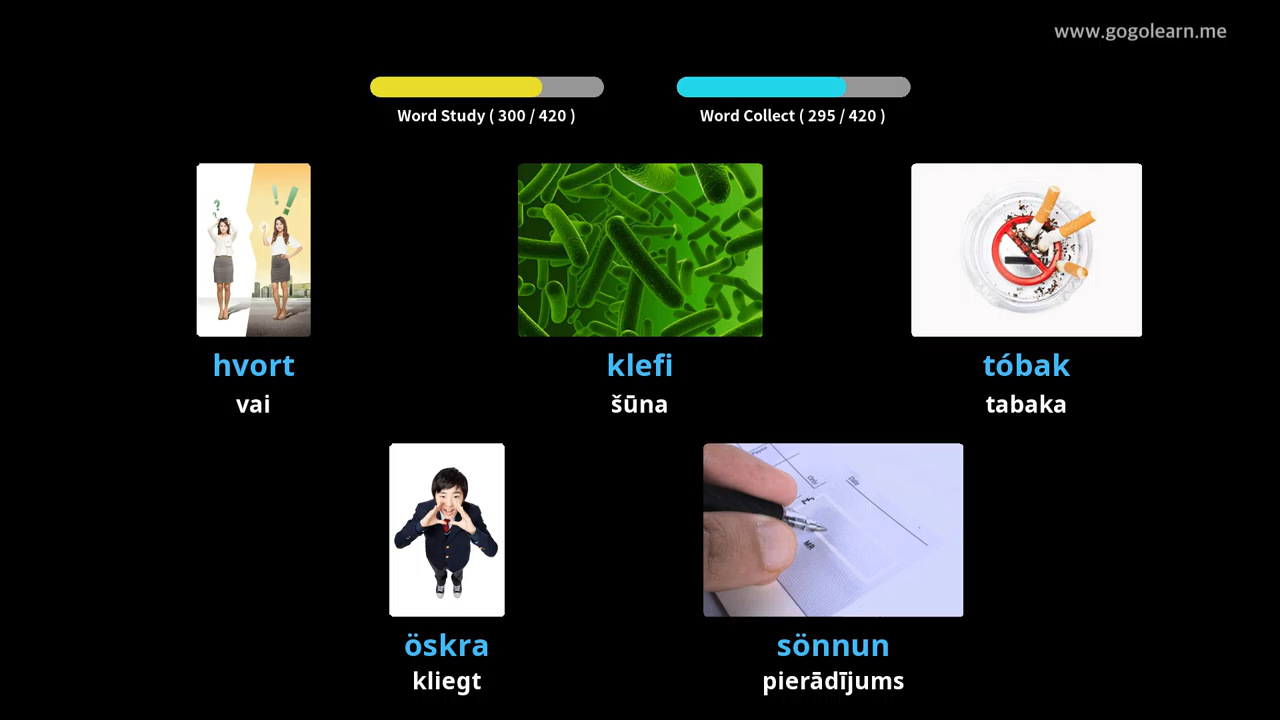 www.gogolearn.me
Word Study ( 300 / 420 )
Word Collect ( 295 / 420 )
hvort
vai
klefi
šūna
tóbak
tabaka
öskra
kliegt
sönnun
pierādījums